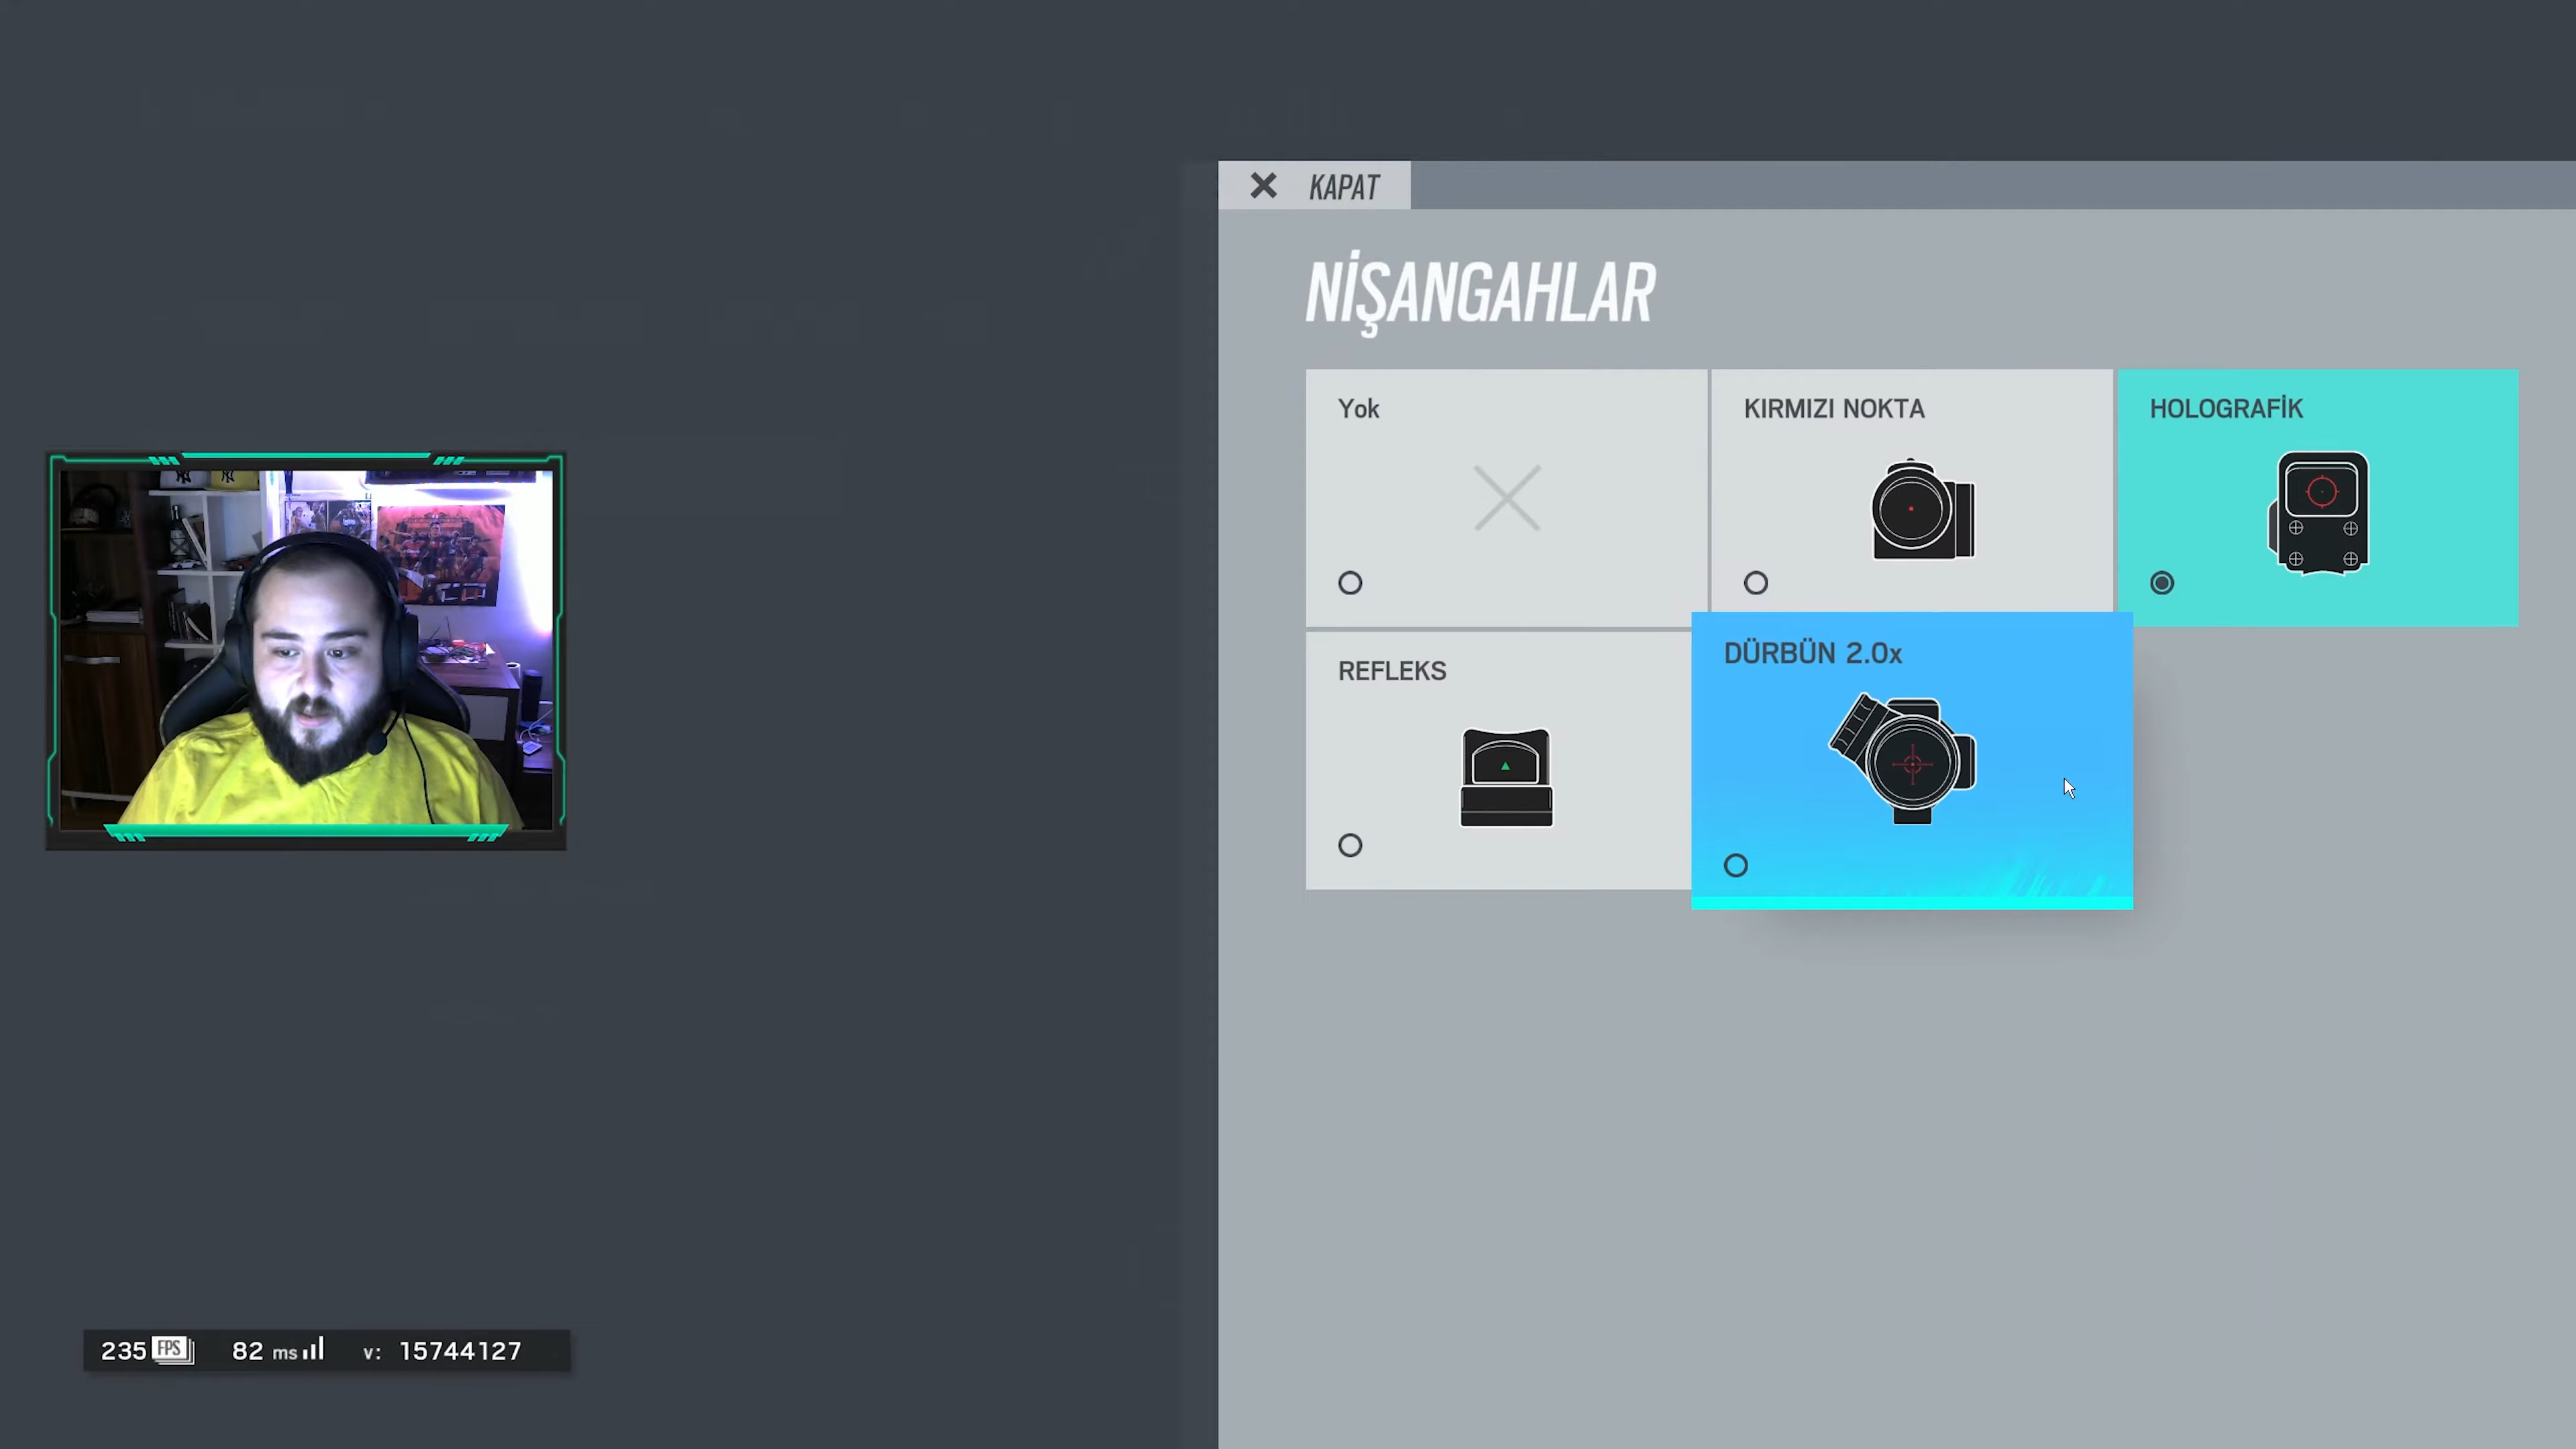 KAPAT
NİŞANGAHLAR
Yok
KIRMIZI NOKTA
HOLOGRAFİK
REFLEKS
DÜRBÜN 2.0x
235 FPS 82 ms v: 15744127